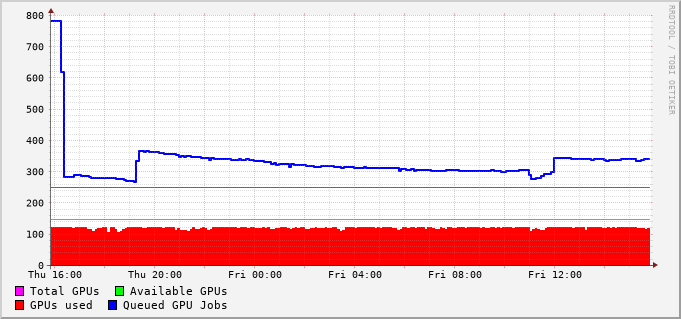 800
700
600
500
400
300
200
100
0
Thu 16:00 Thu 20:00 Fri 00:00 Fri 04:00 Fri 08:00 Fri 12:00
Total GPUs Available GPUs
GPUs used Queued GPU Jobs
RRDTOOL / TOBI OETIKER